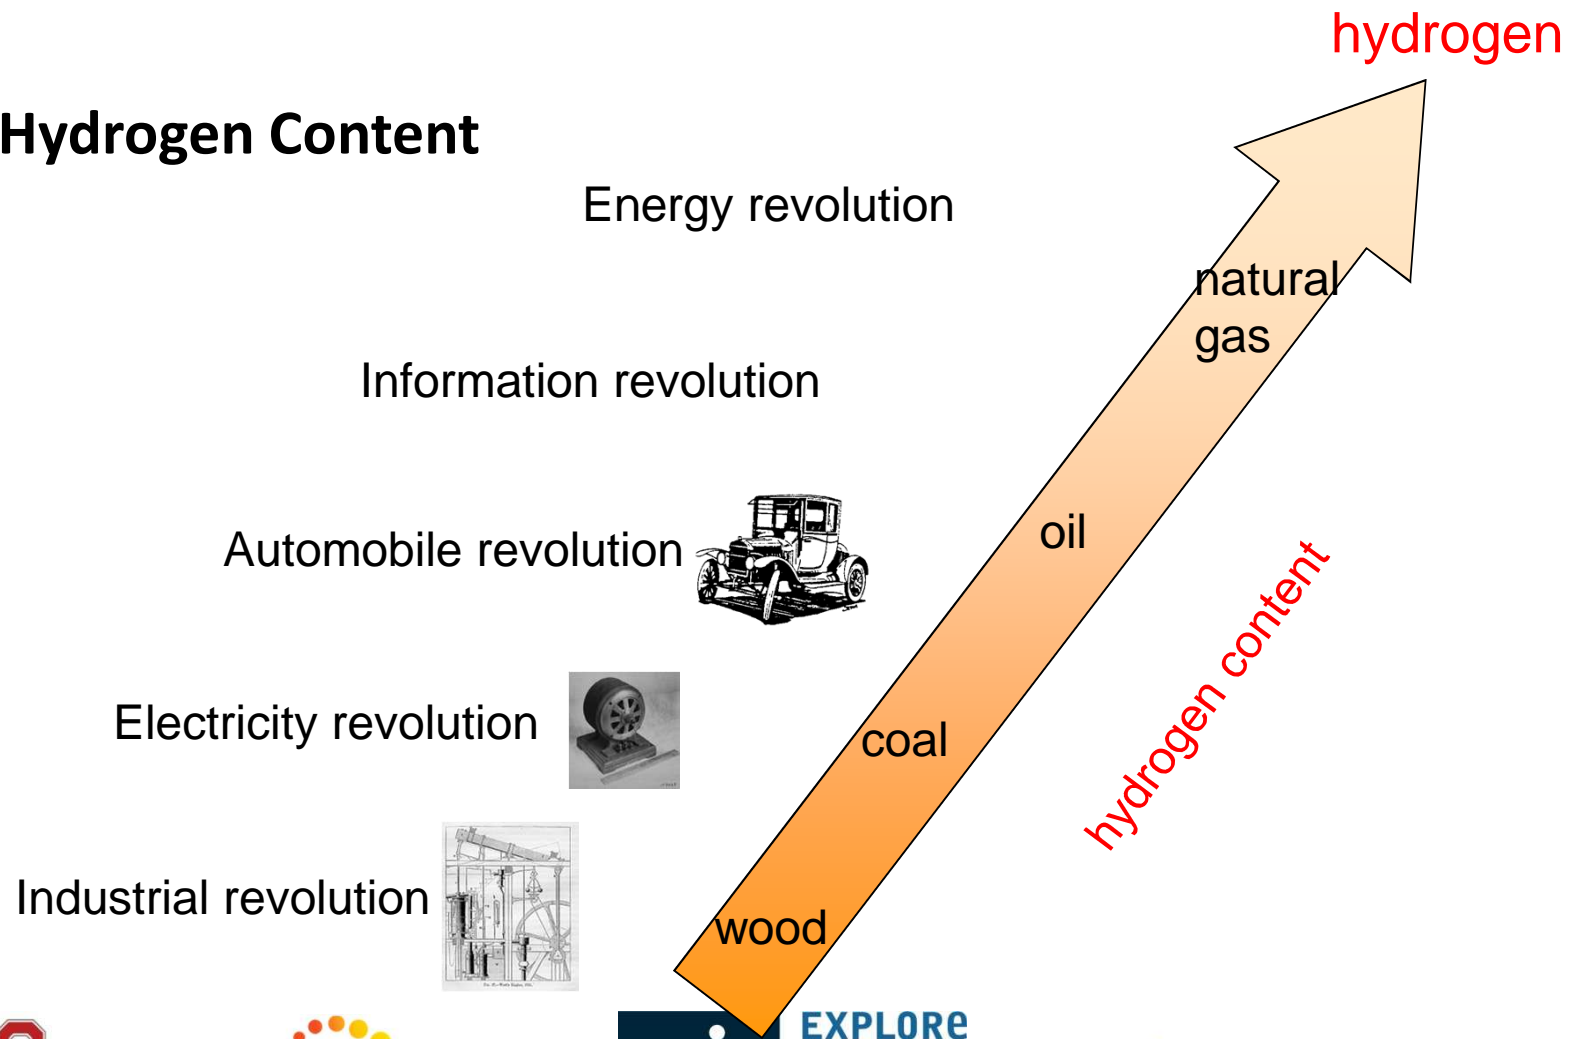 hydrogen
Hydrogen Content
Energy revolution
natural
gas
Information revolution
oil
Automobile revolution
hydrogen content
Electricity revolution
coal
Industrial revolution
wood
EXPLORe